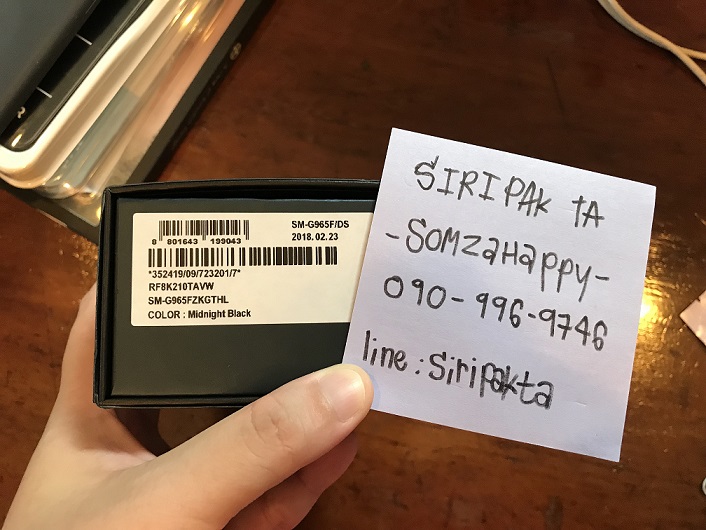 SM-G965F/DS
2018.02.23
8 801643 199043
*352419/09/723201/7*
RF8K210TAVW
SM-G965FZKGTHL
COLOR : Midnight Black
SIRIPAK TA
-SOMZaHappy-
090-996-9746
line : Siripakta